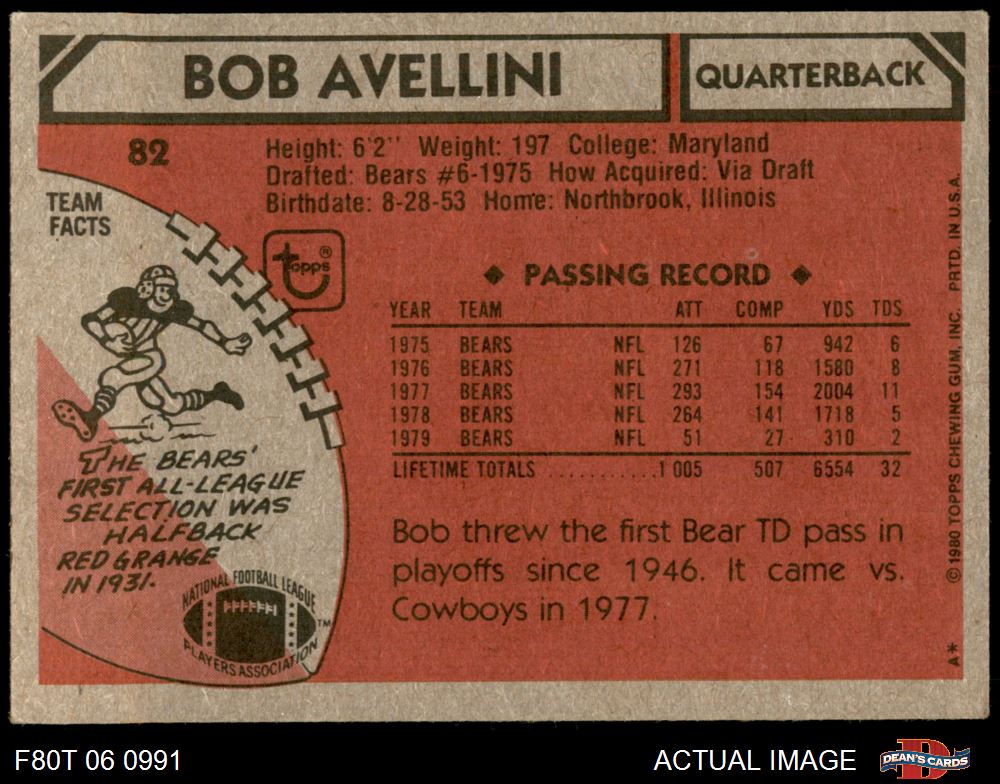 BOB AVELLINI
QUARTERBACK
82
Height: 6'2" Weight: 197 College: Maryland
Drafted: Bears #6-1975 How Acquired: Via Draft
Birthdate: 8-28-53 Home: Northbrook, Illinois
TEAM
FACTS
topps®
THE BEARS'
FIRST ALL-LEAGUE
SELECTION WAS
HALFBACK
RED GRANGE
IN 1931.
NATIONAL FOOTBALL LEAGUE
PLAYERS ASSOCIATION
TM
◆ PASSING RECORD ◆
YEAR TEAM ATT COMP YDS TDS
1975 BEARS NFL 126 67 942 6
1976 BEARS NFL 271 118 1580 8
1977 BEARS NFL 293 154 2004 11
1978 BEARS NFL 264 141 1718 5
1979 BEARS NFL 51 27 310 2
LIFETIME TOTALS ...........1 005 507 6554 32
Bob threw the first Bear TD pass in
playoffs since 1946. It came vs.
Cowboys in 1977.
A* © 1980 TOPPS CHEWING GUM, INC. PRTD. IN U.S.A.
F80T 06 0991
ACTUAL IMAGE
D
DEAN'S CARDS